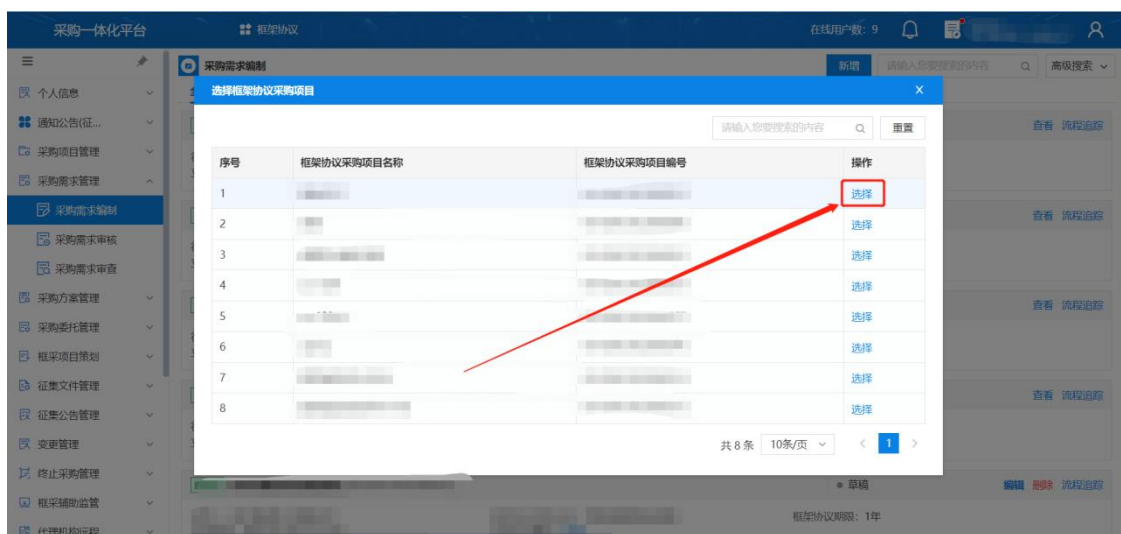 采购一体化平台
框架协议
在线用户数: 9
采购需求编制
新增
请输入您要搜索的内容
高级搜索
个人信息
通知公告(征...
采购项目管理
采购需求管理
采购需求编制
采购需求审核
采购需求审查
采购方案管理
采购委托管理
框采项目策划
征集文件管理
征集公告管理
变更管理
终止采购管理
框采辅助监管
选择框架协议采购项目
X
请输入您要搜索的内容
重置
序号 框架协议采购项目名称 框架协议采购项目编号 操作
1 选择
2 选择
3 选择
4 选择
5 选择
6 选择
7 选择
8 选择
共 8 条 10条/页 < 1 >
查看 流程追踪
查看 流程追踪
查看 流程追踪
查看 流程追踪
草稿
编辑 删除 流程追踪
框架协议期限: 1年